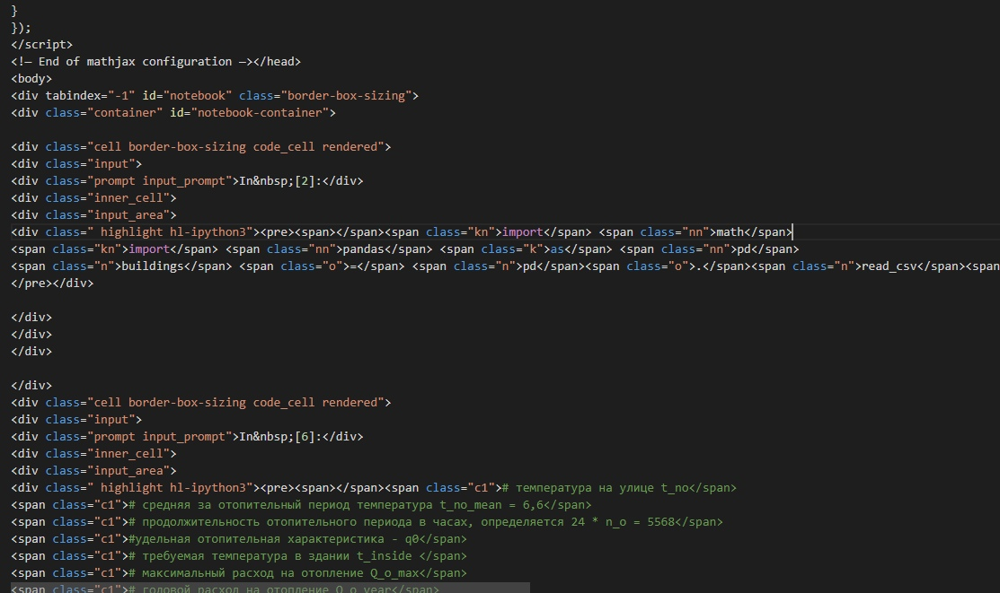 }
});
</script>
<!— End of mathjax configuration —></head>
<body>
<div tabindex="-1" id="notebook" class="border-box-sizing">
<div class="container" id="notebook-container">
<div class="cell border-box-sizing code_cell rendered">
<div class="input">
<div class="prompt input_prompt">In&nbsp;[2]:</div>
<div class="inner_cell">
<div class="input_area">
<div class=" highlight hl-ipython3"><pre><span></span><span class="kn">import</span> <span class="nn">math</span>
<span class="kn">import</span> <span class="nn">pandas</span> <span class="k">as</span> <span class="nn">pd</span>
<span class="n">buildings</span> <span class="o">=</span> <span class="n">pd</span><span class="o">.</span><span class="n">read_csv</span><span
</pre></div>
</div>
</div>
</div>
</div>
<div class="cell border-box-sizing code_cell rendered">
<div class="input">
<div class="prompt input_prompt">In&nbsp;[6]:</div>
<div class="inner_cell">
<div class="input_area">
<div class=" highlight hl-ipython3"><pre><span></span><span class="c1"># температура на улице t_no</span>
<span class="c1"># средняя за отопительный период температура t_no_mean = 6,6</span>
<span class="c1"># продолжительность отопительного периода в часах, определяется 24 * n_o = 5568</span>
<span class="c1">#удельная отопительная характеристика - q0</span>
<span class="c1"># требуемая температура в здании t_inside </span>
<span class="c1"># максимальный расход на отопление Q_o_max</span>
<span class="c1"># годовой расход на отопление Q_o_year</span>